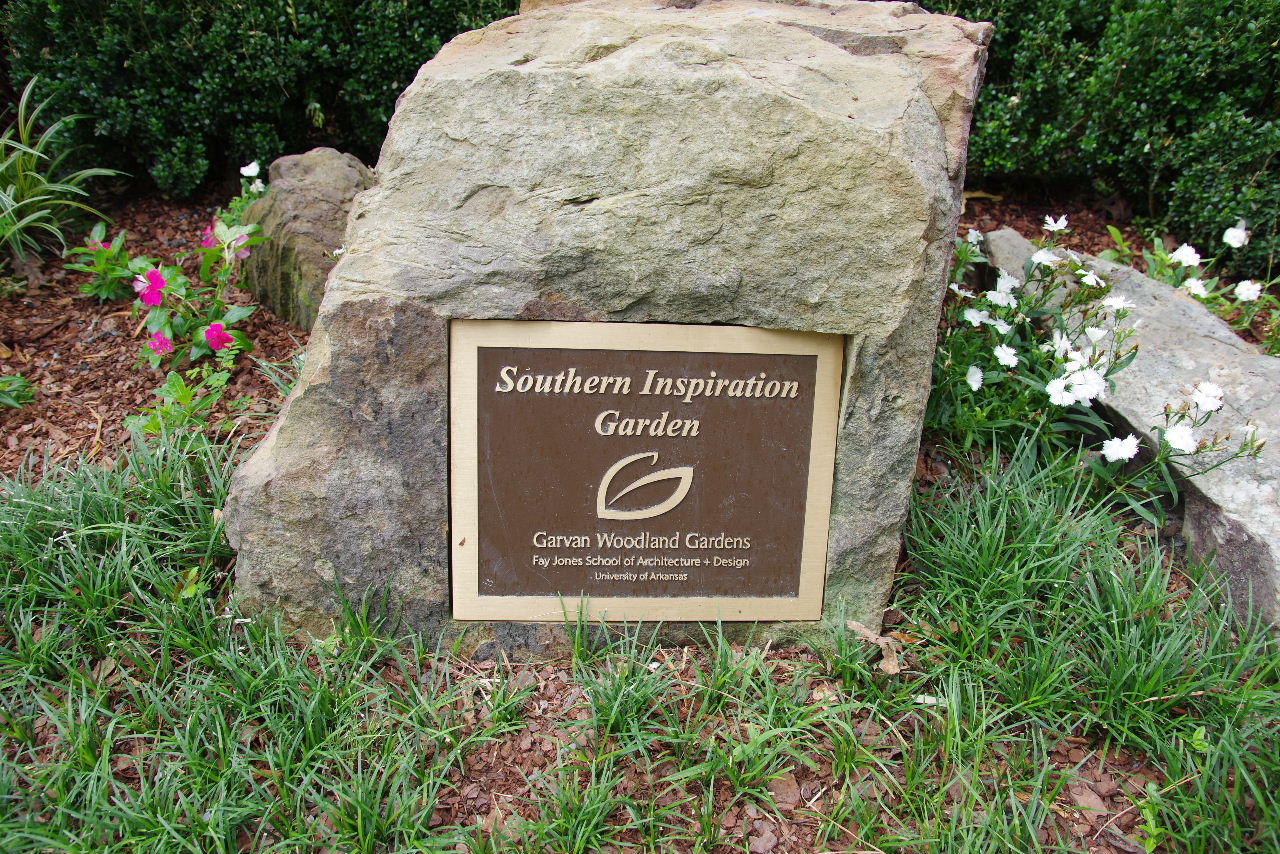 Southern Inspiration
Garden
Garvan Woodland Gardens
Fay Jones School of Architecture + Design
University of Arkansas